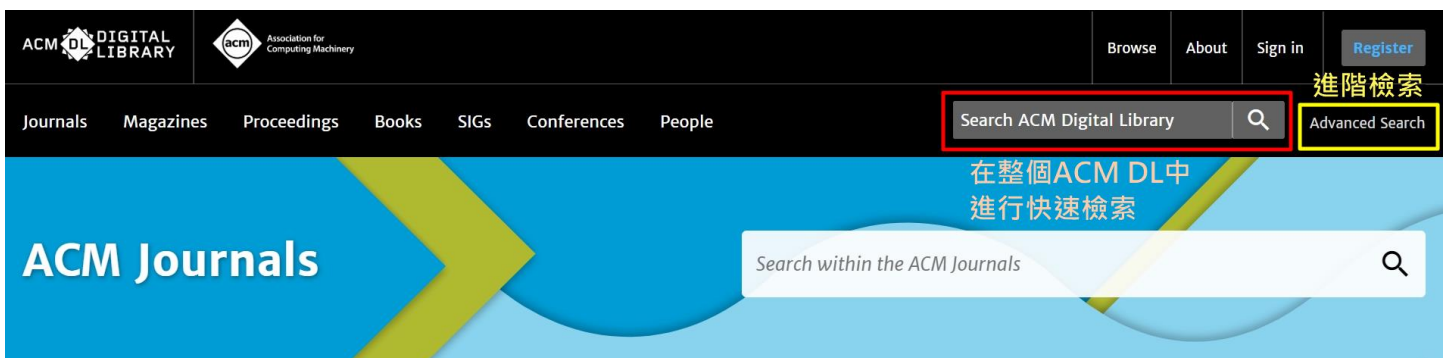 ACM DL DIGITAL LIBRARY
acm Association for Computing Machinery
Browse About Sign in Register
進階檢索
Journals Magazines Proceedings Books SIGs Conferences People
Search ACM Digital Library
Advanced Search
在整個ACM DL中
進行快速檢索
ACM Journals
Search within the ACM Journals